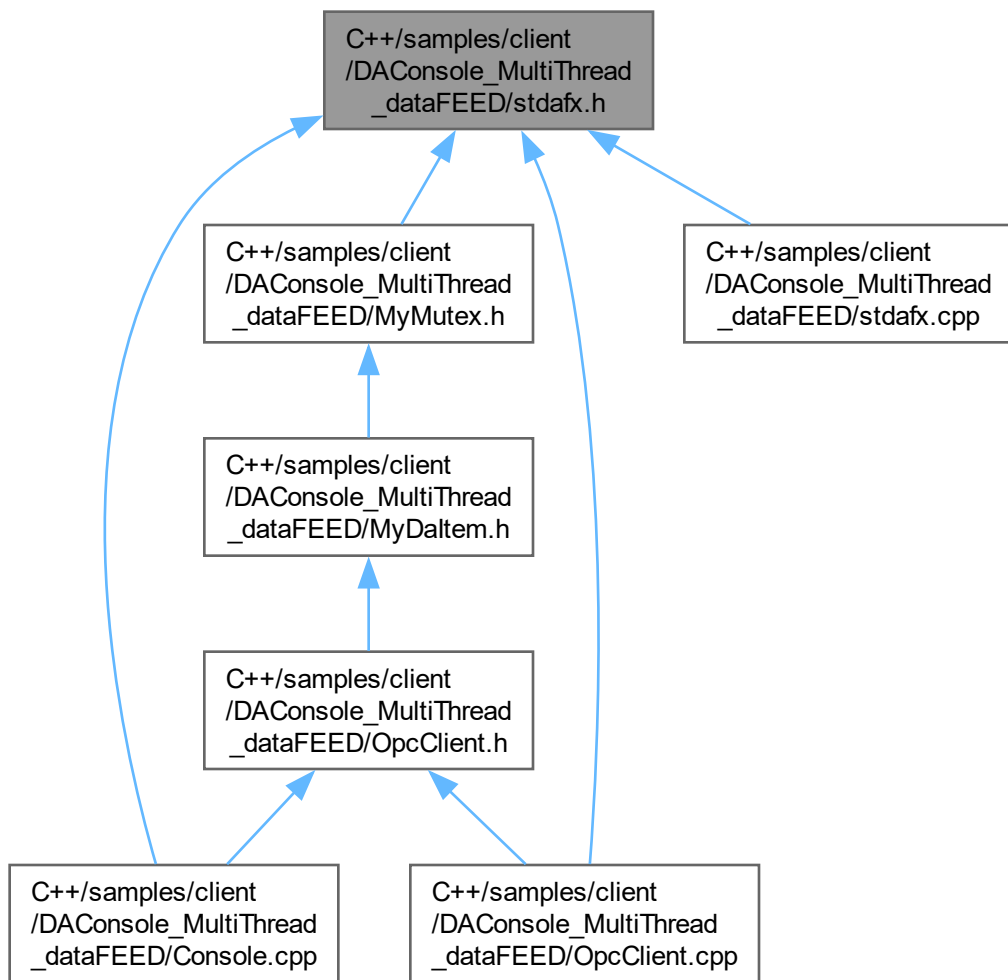 C++/samples/client
/DAConsole_MultiThread
_dataFEED/stdafx.h
C++/samples/client
/DAConsole_MultiThread
_dataFEED/MyMutex.h
C++/samples/client
/DAConsole_MultiThread
_dataFEED/stdafx.cpp
C++/samples/client
/DAConsole_MultiThread
_dataFEED/MyDaItem.h
C++/samples/client
/DAConsole_MultiThread
_dataFEED/OpcClient.h
C++/samples/client
/DAConsole_MultiThread
_dataFEED/Console.cpp
C++/samples/client
/DAConsole_MultiThread
_dataFEED/OpcClient.cpp